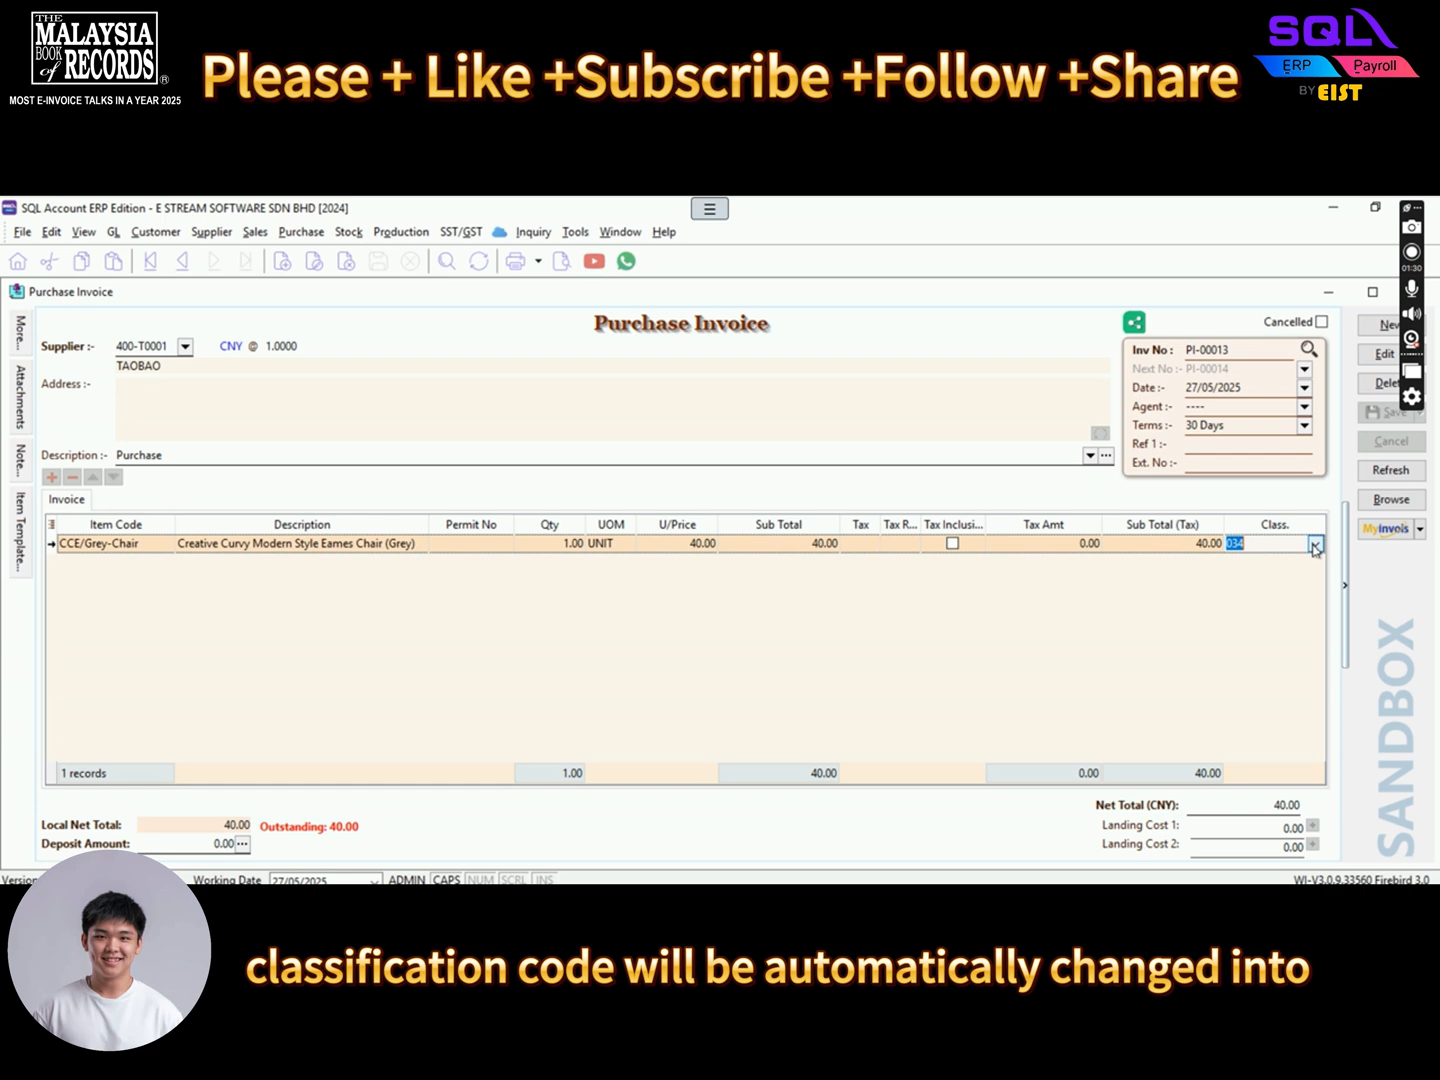 THE
MALAYSIA
BOOK
of RECORDS®
MOST E-INVOICE TALKS IN A YEAR 2025
Please + Like +Subscribe +Follow +Share
SQL
ERP Payroll
BY EIST
SQL Account ERP Edition - E STREAM SOFTWARE SDN BHD [2024]
File Edit View GL Customer Supplier Sales Purchase Stock Production SST/GST Inquiry Tools Window Help
01:30
Purchase Invoice
More...
Attachments
Note...
Item Template...
Purchase Invoice
Cancelled
Supplier :- 400-T0001 CNY @ 1.0000
TAOBAO
Address :-
Description :- Purchase
Inv No : PI-00013
Next No :- PI-00014
Date :- 27/05/2025
Agent :- ----
Terms :- 30 Days
Ref 1 :-
Ext. No :-
New
Edit
Delet
Save
Cancel
Refresh
Browse
MyInvois
Invoice
Item Code Description Permit No Qty UOM U/Price Sub Total Tax Tax R... Tax Inclusi... Tax Amt Sub Total (Tax) Class.
CCE/Grey-Chair Creative Curvy Modern Style Eames Chair (Grey) 1.00 UNIT 40.00 40.00 0.00 40.00 034
1 records 1.00 40.00 0.00 40.00
SANDBOX
Local Net Total: 40.00 Outstanding: 40.00
Deposit Amount: 0.00
Net Total (CNY): 40.00
Landing Cost 1: 0.00
Landing Cost 2: 0.00
Working Date 27/05/2025 ADMIN CAPS NUM SCRL INS WI-V3.0.9.33560 Firebird 3.0
classification code will be automatically changed into